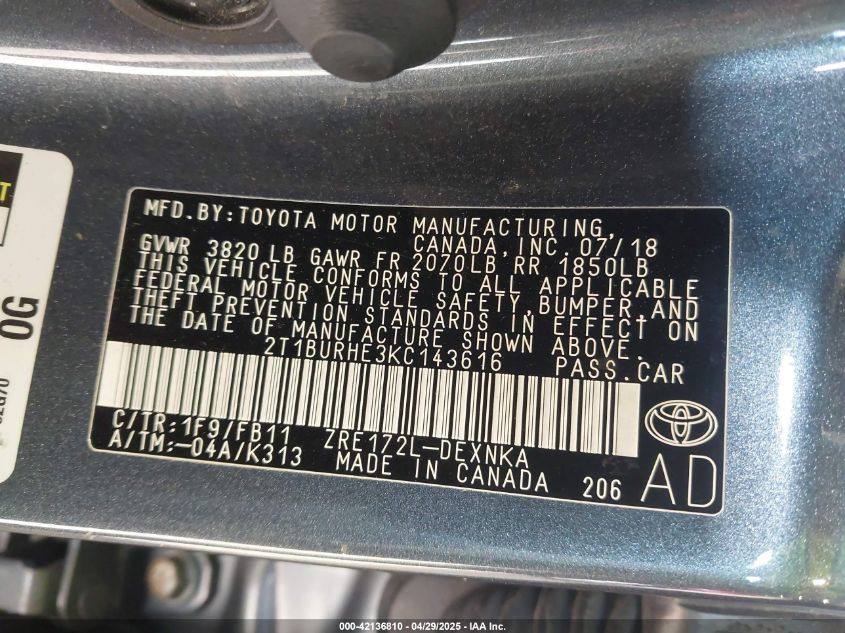 MFD.BY:TOYOTA MOTOR MANUFACTURING,
CANADA, INC. 07/18
GVWR 3820 LB GAWR FR 2070LB RR 1850LB
THIS VEHICLE CONFORMS TO ALL APPLICABLE
FEDERAL MOTOR VEHICLE SAFETY, BUMPER, AND
THEFT PREVENTION STANDARDS IN EFFECT ON
THE DATE OF MANUFACTURE SHOWN ABOVE.
2T1BURHE3KC143616 PASS.CAR
C/TR:1F9/FB11 ZRE172L-DEXNKA
A/TM:-04A/K313 MADE IN CANADA 206 AD
OG
000-42136810 - 04/29/2025 - IAA Inc.